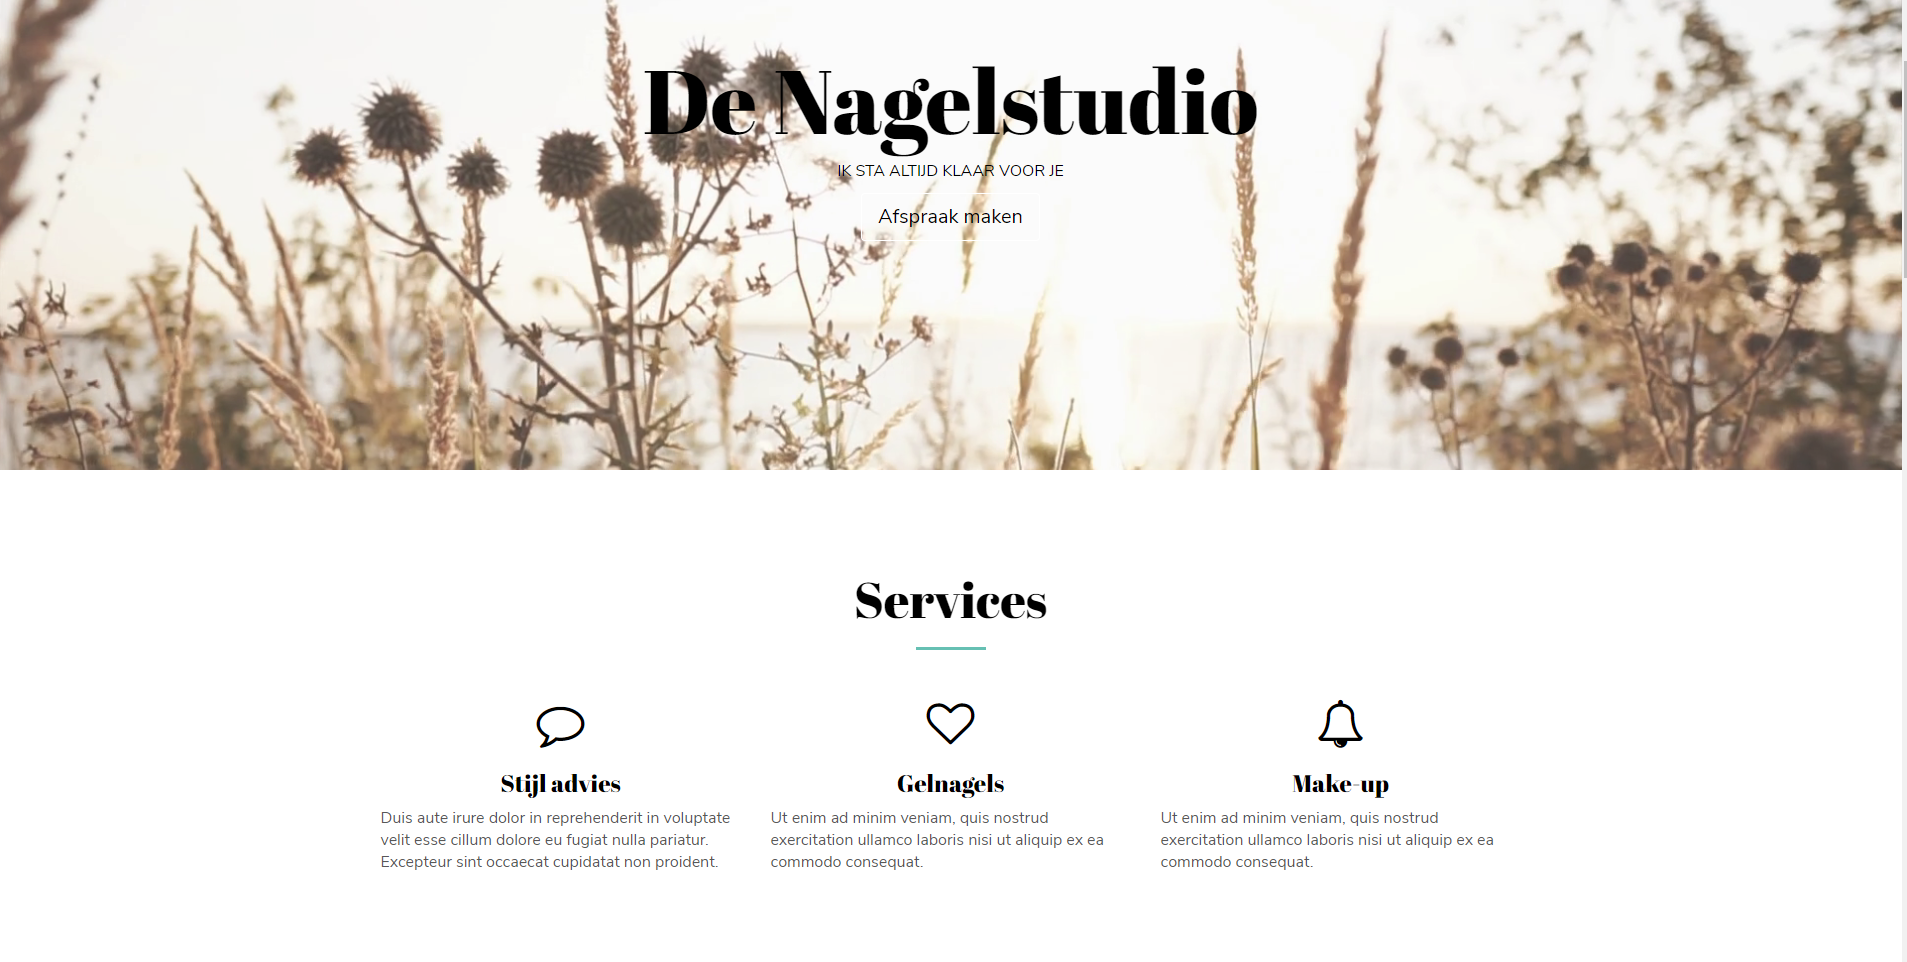 De Nagelstudio
IK STA ALTIJD KLAAR VOOR JE
Afspraak maken
Services
Stijl advies
Duis aute irure dolor in reprehenderit in voluptate
velit esse cillum dolore eu fugiat nulla pariatur.
Excepteur sint occaecat cupidatat non proident.
Gelnagels
Ut enim ad minim veniam, quis nostrud
exercitation ullamco laboris nisi ut aliquip ex ea
commodo consequat.
Make-up
Ut enim ad minim veniam, quis nostrud
exercitation ullamco laboris nisi ut aliquip ex ea
commodo consequat.